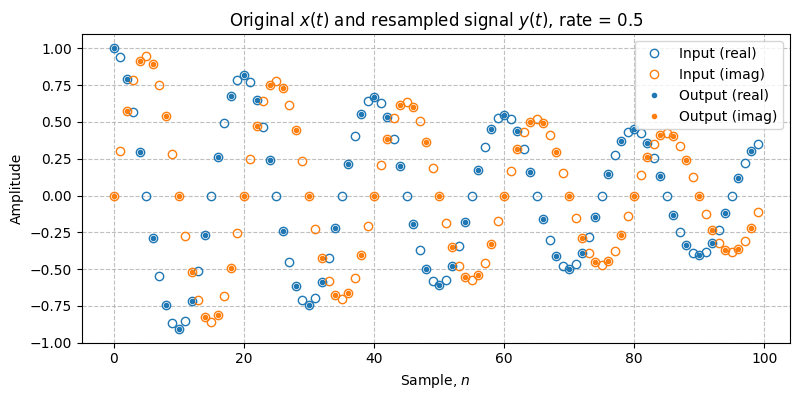 Original x(t) and resampled signal y(t), rate = 0.5
Amplitude
1.00
0.75
0.50
0.25
0.00
−0.25
−0.50
−0.75
−1.00
Input (real)
Input (imag)
Output (real)
Output (imag)
0 20 40 60 80 100
Sample, n